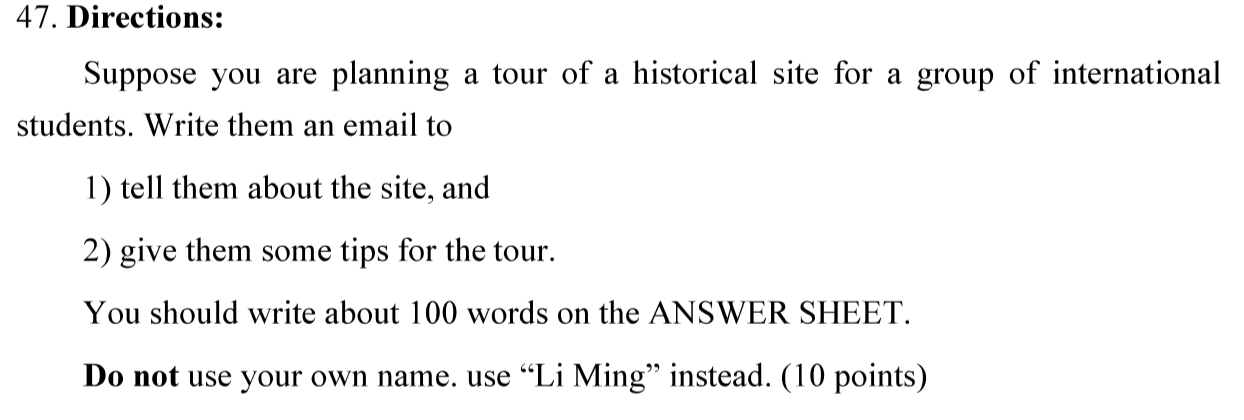 47. Directions:
Suppose you are planning a tour of a historical site for a group of international
students. Write them an email to
1) tell them about the site, and
2) give them some tips for the tour.
You should write about 100 words on the ANSWER SHEET.
Do not use your own name. use “Li Ming” instead. (10 points)